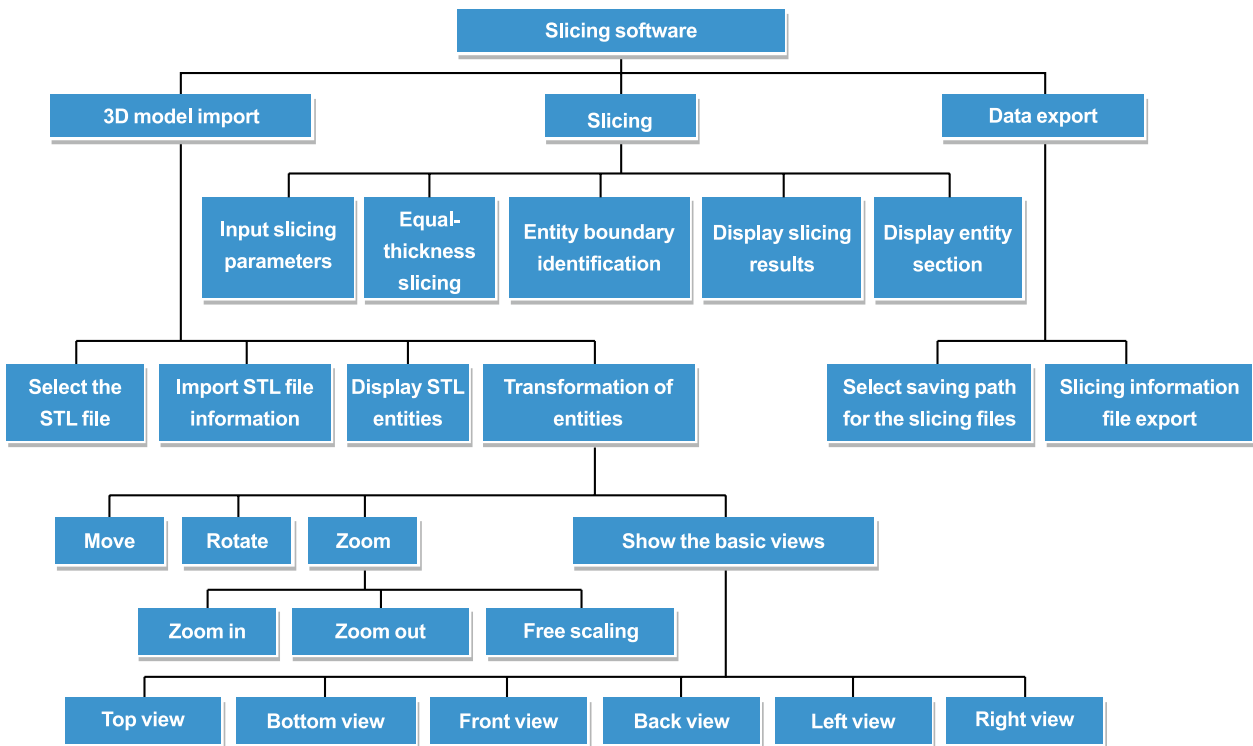 Slicing software
3D model import
Slicing
Data export
Input slicing
parameters
Equal-
thickness
slicing
Entity boundary
identification
Display slicing
results
Display entity
section
Select the
STL file
Import STL file
information
Display STL
entities
Transformation of
entities
Select saving path
for the slicing files
Slicing information
file export
Move
Rotate
Zoom
Show the basic views
Zoom in
Zoom out
Free scaling
Top view
Bottom view
Front view
Back view
Left view
Right view